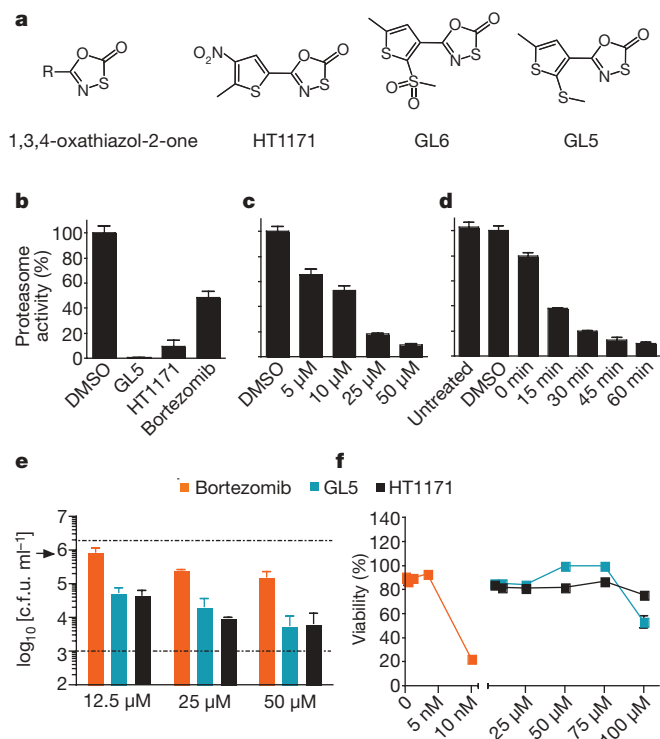 a
R O O N S
O2N S O O N S
S O S O O O N S
S S O O N S
1,3,4-oxathiazol-2-one HT1171 GL6 GL5
b c d
Proteasome activity (%)
100
80
60
40
20
0
DMSO GL5 HT1171 Bortezomib
DMSO 5 µM 10 µM 25 µM 50 µM
Untreated DMSO 0 min 15 min 30 min 45 min 60 min
e f
Bortezomib GL5 HT1171
log10 [c.f.u. ml−1]
7
6
5
4
3
2
12.5 µM 25 µM 50 µM
Viability (%)
140
120
100
80
60
40
20
0
0 5 nM 10 nM 25 µM 50 µM 75 µM 100 µM